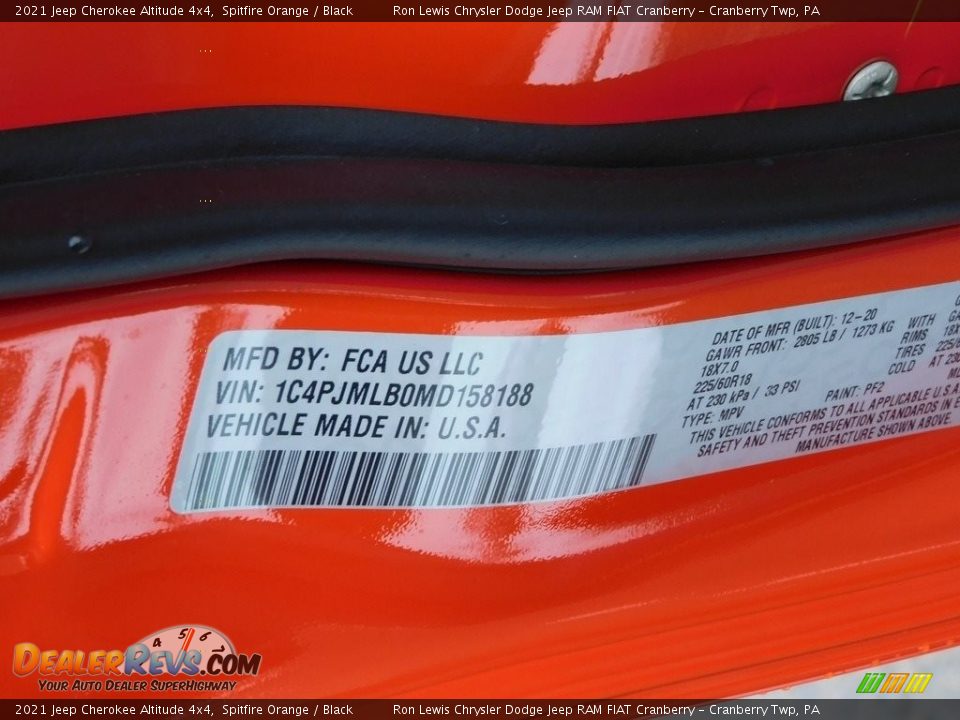 2021 Jeep Cherokee Altitude 4x4, Spitfire Orange / Black Ron Lewis Chrysler Dodge Jeep RAM FIAT Cranberry - Cranberry Twp, PA
MFD BY: FCA US LLC
VIN: 1C4PJMLB0MD158188
VEHICLE MADE IN: U.S.A.
DATE OF MFR (BUILT): 12-20
GAWR FRONT: 2805 LB / 1273 KG WITH
18X7.0 RIMS
225/60R18 TIRES
AT 230 kPa / 33 PSI COLD
TYPE: MPV PAINT: PF2
THIS VEHICLE CONFORMS TO ALL APPLICABLE U.S.A.
SAFETY AND THEFT PREVENTION STANDARDS IN
MANUFACTURE SHOWN ABOVE.
4 5 6
DEALERREVS.COM
YOUR AUTO DEALER SUPERHIGHWAY
2021 Jeep Cherokee Altitude 4x4, Spitfire Orange / Black Ron Lewis Chrysler Dodge Jeep RAM FIAT Cranberry - Cranberry Twp, PA